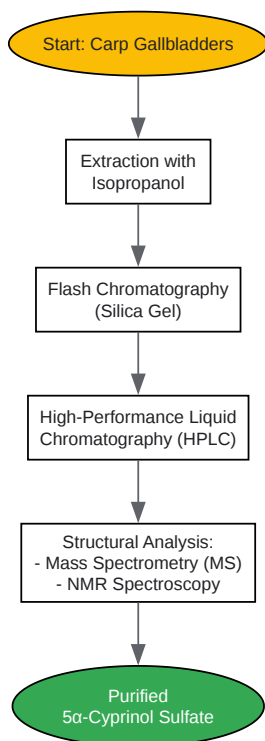 Start: Carp Gallbladders
Extraction with
Isopropanol
Flash Chromatography
(Silica Gel)
High-Performance Liquid
Chromatography (HPLC)
Structural Analysis:
- Mass Spectrometry (MS)
- NMR Spectroscopy
Purified
5α-Cyprinol Sulfate